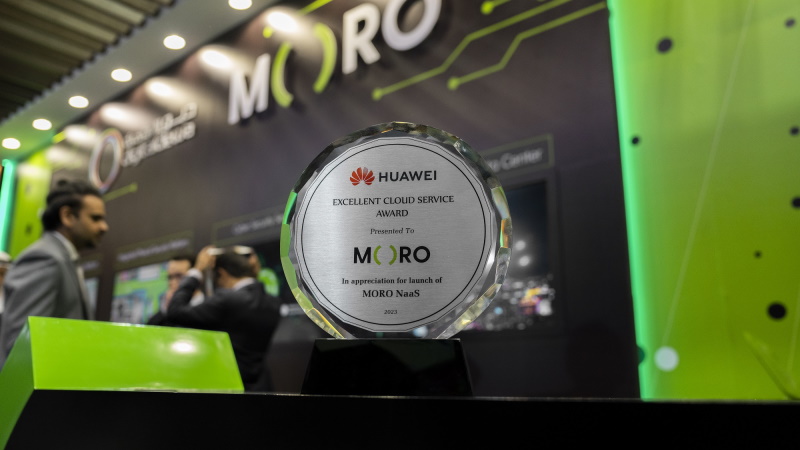 MORO
HUAWEI
EXCELLENT CLOUD SERVICE
AWARD
Presented To
MORO
In appreciation for launch of
MORO NaaS
2023